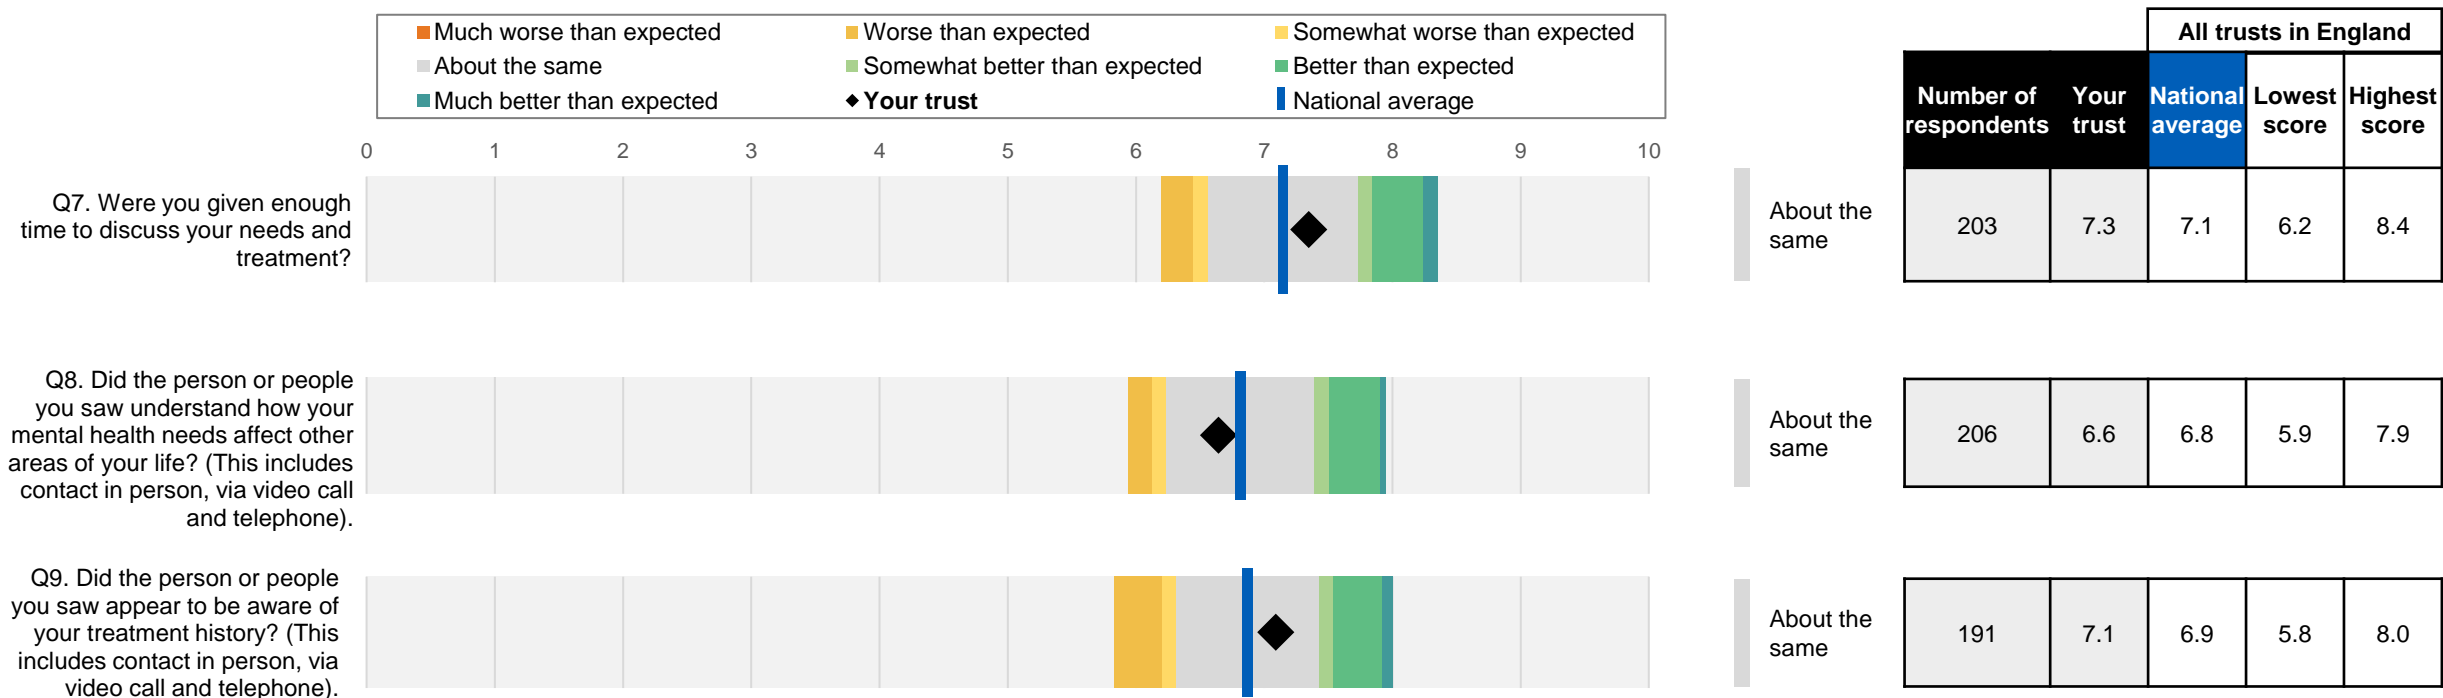 Much worse than expected
Worse than expected
Somewhat worse than expected
About the same
Somewhat better than expected
Better than expected
Much better than expected
Your trust
National average
All trusts in England
Number of
respondents
Your
trust
National
average
Lowest
score
Highest
score
0 1 2 3 4 5 6 7 8 9 10
Q7. Were you given enough
time to discuss your needs and
treatment?
About the
same
203 7.3 7.1 6.2 8.4
Q8. Did the person or people
you saw understand how your
mental health needs affect other
areas of your life? (This includes
contact in person, via video call
and telephone).
About the
same
206 6.6 6.8 5.9 7.9
Q9. Did the person or people
you saw appear to be aware of
your treatment history? (This
includes contact in person, via
video call and telephone).
About the
same
191 7.1 6.9 5.8 8.0